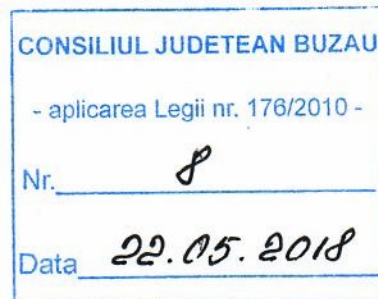 CONSILIUL JUDETEAN BUZAU
- aplicarea Legii nr. 176/2010 -
Nr. 8
Data 22.05.2018